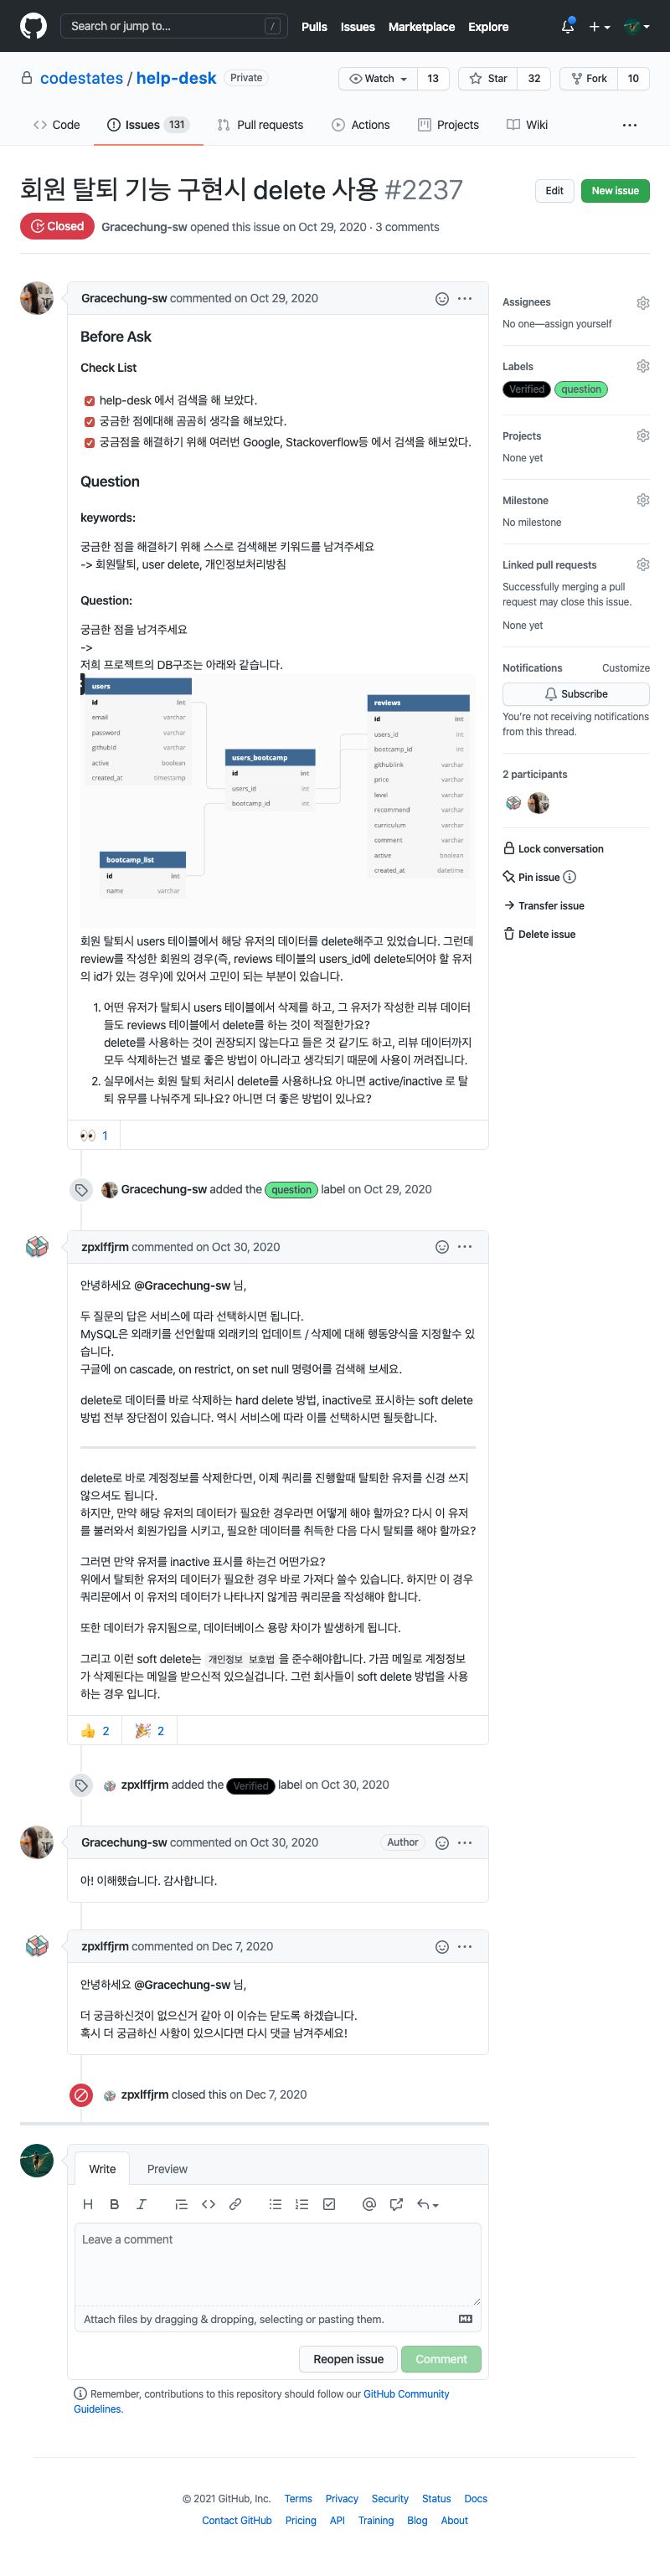 Search or jump to...
/
Pulls Issues Marketplace Explore
codestates / help-desk Private
Watch 13
Star 32
Fork 10
Code
Issues 131
Pull requests
Actions
Projects
Wiki
회원 탈퇴 기능 구현시 delete 사용 #2237
Edit
New issue
Closed
Gracechung-sw opened this issue on Oct 29, 2020 · 3 comments
Gracechung-sw commented on Oct 29, 2020
Before Ask
Check List
help-desk 에서 검색을 해 보았다.
궁금한 점에대해 곰곰히 생각을 해보았다.
궁금점을 해결하기 위해 여러번 Google, Stackoverflow등 에서 검색을 해보았다.
Question
keywords:
궁금한 점을 해결하기 위해 스스로 검색해본 키워드를 남겨주세요
-> 회원탈퇴, user delete, 개인정보처리방침
Question:
궁금한 점을 남겨주세요
->
저희 프로젝트의 DB구조는 아래와 같습니다.
users
id int
email varchar
password varchar
githubid varchar
active boolean
created_at timestamp
users_bootcamp
id int
users_id int
bootcamp_id int
reviews
id int
users_id int
bootcamp_id int
githublink varchar
price varchar
level varchar
recommend varchar
curriculum varchar
comment varchar
active boolean
created_at datetime
bootcamp_list
id int
name varchar
회원 탈퇴시 users 테이블에서 해당 유저의 데이터를 delete해주고 있었습니다. 그런데
review를 작성한 회원의 경우(즉, reviews 테이블의 users_id에 delete되어야 할 유저
의 id가 있는 경우)에 있어서 고민이 되는 부분이 있습니다.
1. 어떤 유저가 탈퇴시 users 테이블에서 삭제를 하고, 그 유저가 작성한 리뷰 데이터
들도 reviews 테이블에서 delete를 하는 것이 적절한가요?
delete를 사용하는 것이 권장되지 않는다고 들은 것 같기도 하고, 리뷰 데이터까지
모두 삭제하는건 별로 좋은 방법이 아니라고 생각되기 때문에 사용이 꺼려집니다.
2. 실무에서는 회원 탈퇴 처리시 delete를 사용하나요 아니면 active/inactive 로 탈
퇴 유무를 나눠주게 되나요? 아니면 더 좋은 방법이 있나요?
👀 1
Gracechung-sw added the question label on Oct 29, 2020
zpxlffjrm commented on Oct 30, 2020
안녕하세요 @Gracechung-sw 님,
두 질문의 답은 서비스에 따라 선택하시면 됩니다.
MySQL은 외래키를 선언할때 외래키의 업데이트 / 삭제에 대해 행동양식을 지정할수 있
습니다.
구글에 on cascade, on restrict, on set null 명령어를 검색해 보세요.
delete로 데이터를 바로 삭제하는 hard delete 방법, inactive로 표시하는 soft delete
방법 전부 장단점이 있습니다. 역시 서비스에 따라 이를 선택하시면 될듯합니다.
delete로 바로 계정정보를 삭제한다면, 이제 쿼리를 진행할때 탈퇴한 유저를 신경 쓰지
않으셔도 됩니다.
하지만, 만약 해당 유저의 데이터가 필요한 경우라면 어떻게 해야 할까요? 다시 이 유저
를 불러와서 회원가입을 시키고, 필요한 데이터를 취득한 다음 다시 탈퇴를 해야 할까요?
그러면 만약 유저를 inactive 표시를 하는건 어떤가요?
위에서 탈퇴한 유저의 데이터가 필요한 경우 바로 가져다 쓸수 있습니다. 하지만 이 경우
쿼리문에서 이 유저의 데이터가 나타나지 않게끔 쿼리문을 작성해야 합니다.
또한 데이터가 유지됨으로, 데이터베이스 용량 차이가 발생하게 됩니다.
그리고 이런 soft delete는 개인정보 보호법 을 준수해야합니다. 가끔 메일로 계정정보
가 삭제된다는 메일을 받으신적 있으실겁니다. 그런 회사들이 soft delete 방법을 사용
하는 경우 입니다.
👍 2 🎉 2
zpxlffjrm added the Verified label on Oct 30, 2020
Gracechung-sw commented on Oct 30, 2020 Author
아! 이해했습니다. 감사합니다.
zpxlffjrm commented on Dec 7, 2020
안녕하세요 @Gracechung-sw 님,
더 궁금하신것이 없으신거 같아 이 이슈는 닫도록 하겠습니다.
혹시 더 궁금하신 사항이 있으시다면 다시 댓글 남겨주세요!
zpxlffjrm closed this on Dec 7, 2020
Write Preview
Leave a comment
Attach files by dragging & dropping, selecting or pasting them.
Reopen issue
Comment
Remember, contributions to this repository should follow our GitHub Community
Guidelines.
Assignees
No one—assign yourself
Labels
Verified question
Projects
None yet
Milestone
No milestone
Linked pull requests
Successfully merging a pull
request may close this issue.
None yet
Notifications Customize
Subscribe
You're not receiving notifications
from this thread.
2 participants
Lock conversation
Pin issue
Transfer issue
Delete issue
© 2021 GitHub, Inc. Terms Privacy Security Status Docs
Contact GitHub Pricing API Training Blog About